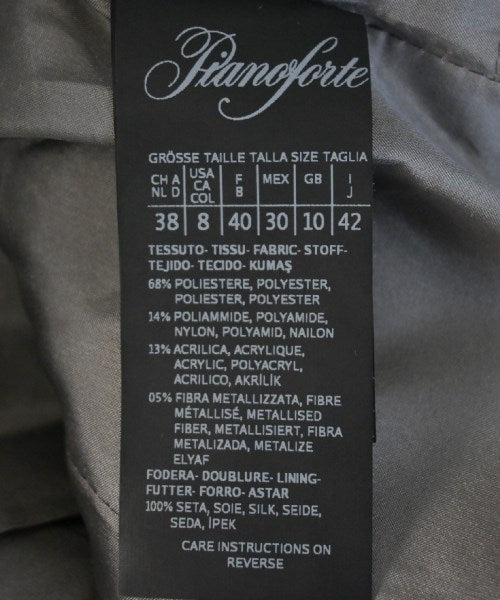 Pianoforte
GRÖSSE TAILLE TALLA SIZE TAGLIA
CH A NL D | USA CA COL | F B | MEX | GB | I J
38 | 8 | 40 | 30 | 10 | 42
TESSUTO- TISSU- FABRIC- STOFF-
TEJIDO- TECIDO- KUMAŞ
68% POLIESTERE, POLYESTER,
POLIESTER, POLYESTER
14% POLIAMMIDE, POLYAMIDE,
NYLON, POLYAMID, NAILON
13% ACRILICA, ACRYLIQUE,
ACRYLIC, POLYACRYL,
ACRILICO, AKRİLİK
05% FIBRA METALLIZZATA, FIBRE
MÉTALLISÉ, METALLISED
FIBER, METALLISIERT, FIBRA
METALIZADA, METALIZE
ELYAF
FODERA- DOUBLURE- LINING-
FUTTER- FORRO- ASTAR
100% SETA, SOIE, SILK, SEIDE,
SEDA, İPEK
CARE INSTRUCTIONS ON
REVERSE